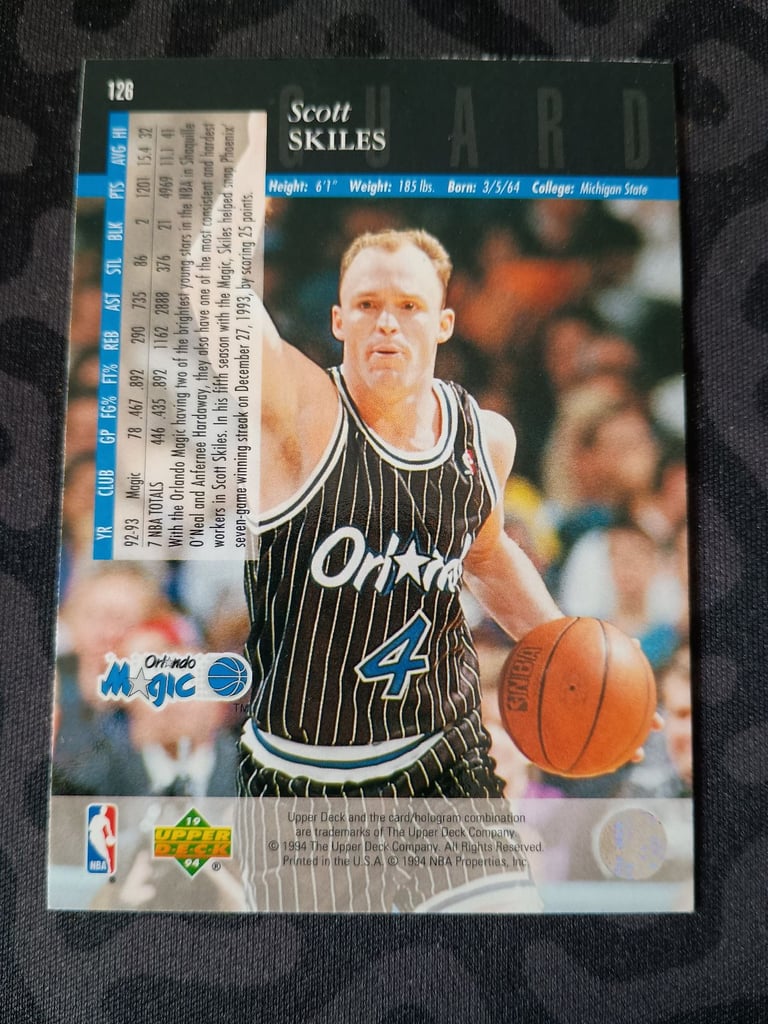 126
GUARD
Scott
SKILES
Height: 6'1" Weight: 185 lbs. Born: 3/5/64 College: Michigan State
YR CLUB GP FG% FT% REB AST STL BLK PTS AVG HI
92-93 Magic 78 .467 .892 290 735 86 2 1201 15.4 32
7 NBA TOTALS 446 .435 .892 1162 2888 376 21 4969 11.1 41
With the Orlando Magic having two of the brightest young stars in the NBA in Shaquille
O'Neal and Anfernee Hardaway, they also have one of the most consistent and hardest
workers in Scott Skiles. In his fifth season with the Magic, Skiles helped snap Phoenix'
seven-game winning streak on December 27, 1993, by scoring 25 points.
Orlando
4
NBA
Orlando
Magic
TM
NBA
19
UPPER
DECK
94
®
Upper Deck and the card/hologram combination
are trademarks of The Upper Deck Company.
© 1994 The Upper Deck Company. All Rights Reserved.
Printed in the U.S.A. © 1994 NBA Properties, Inc.